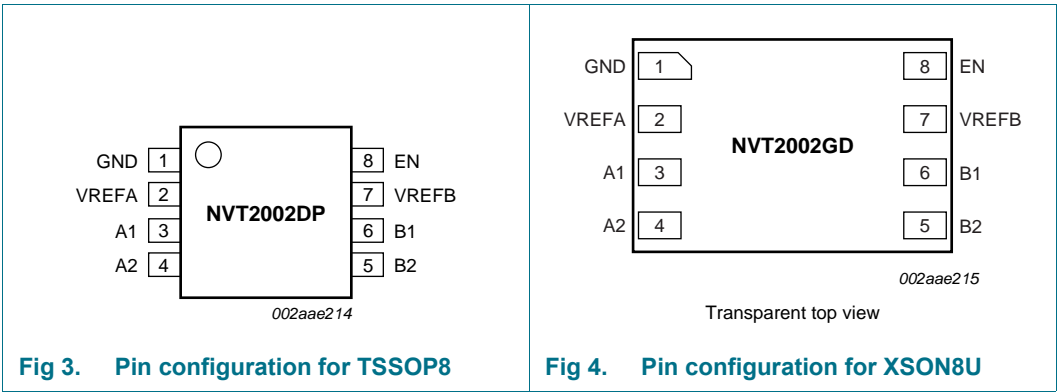 GND 1 8 EN
VREFA 2 7 VREFB
NVT2002DP
A1 3 6 B1
A2 4 5 B2
002aae214
Fig 3. Pin configuration for TSSOP8
GND 1 8 EN
VREFA 2 7 VREFB
NVT2002GD
A1 3 6 B1
A2 4 5 B2
002aae215
Transparent top view
Fig 4. Pin configuration for XSON8U